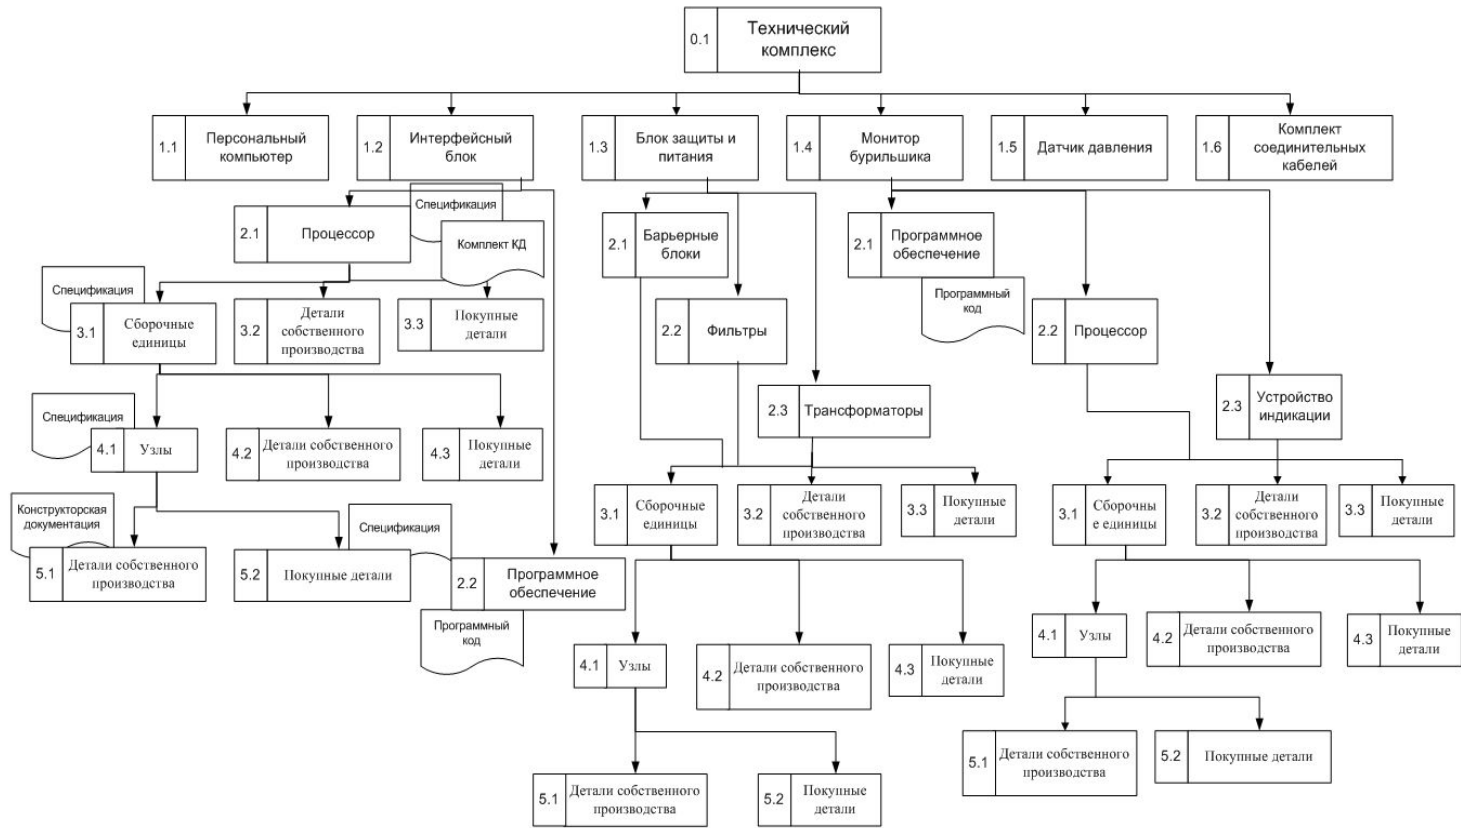 0.1
Технический
комплекс
1.1
Персональный
компьютер
1.2
Интерфейсный
блок
1.3
Блок защиты и
питания
1.4
Монитор
бурильшика
1.5
Датчик давления
1.6
Комплект
соединительных
кабелей
2.1
Процессор
Спецификация
Комплект КД
2.1
Барьерные
блоки
2.1
Программное
обеспечение
Программный
код
Спецификация
3.1
Сборочные
единицы
3.2
Детали
собственного
производства
3.3
Покупные
детали
2.2
Фильтры
2.2
Процессор
2.3
Трансформаторы
2.3
Устройство
индикации
Спецификация
4.1
Узлы
4.2
Детали собственного
производства
4.3
Покупные
детали
Конструкторская
документация
5.1
Детали собственного
производства
5.2
Покупные детали
Спецификация
2.2
Программное
обеспечение
Программный
код
3.1
Сборочные
единицы
3.2
Детали
собственного
производства
3.3
Покупные
детали
3.1
Сборочны
е единицы
3.2
Детали
собственного
производства
3.3
Покупные
детали
4.1
Узлы
4.2
Детали собственного
производства
4.3
Покупные
детали
4.1
Узлы
4.2
Детали собственного
производства
4.3
Покупные
детали
5.1
Детали собственного
производства
5.2
Покупные
детали
5.1
Детали собственного
производства
5.2
Покупные детали